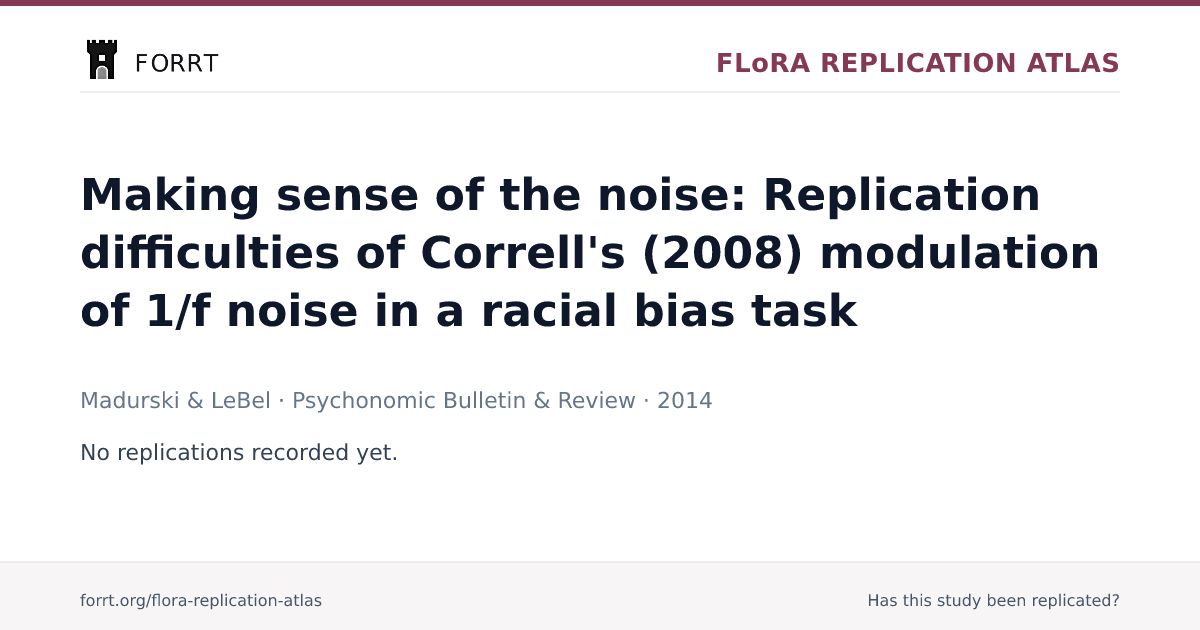 FORRT
FLoRA REPLICATION ATLAS
Making sense of the noise: Replication
difficulties of Correll's (2008) modulation
of 1/f noise in a racial bias task
Madurski & LeBel · Psychonomic Bulletin & Review · 2014
No replications recorded yet.
forrt.org/flora-replication-atlas
Has this study been replicated?